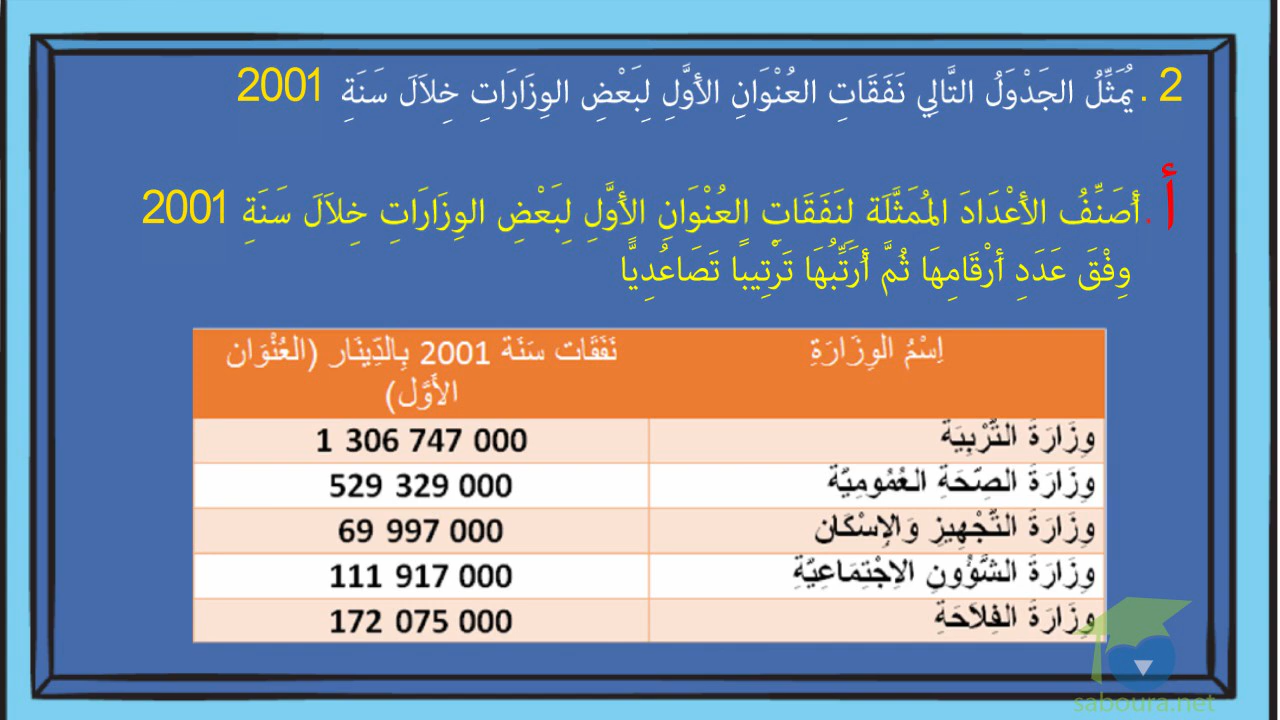 2 . يُمَثِّلُ الجَدْوَلُ التَّالِي نَفَقَاتِ العُنْوَانِ الأَوَّلِ لِبَعْضِ الوِزَارَاتِ خِلاَلَ سَنَةِ 2001
أ . أُصَنِّفُ الأَعْدَادَ المُمَثَّلَة لِنَفَقَاتِ العُنْوَانِ الأَوَّلِ لِبَعْضِ الوِزَارَاتِ خِلاَلَ سَنَةِ 2001
وِفْقَ عَدَدِ أَرْقَامِهَا ثُمَّ أُرَتِّبُهَا تَرْتِيبًا تَصَاعُدِيًّا
اِسْمُ الوِزَارَةِ نَفَقَات سَنَة 2001 بِالدِّينَار (العُنْوَان
الأَوَّل)
وِزَارَةَ التَّرْبِيَةَ 1 306 747 000
وِزَارَةَ الصِّحَةِ العُمُومِيَّة 529 329 000
وِزَارَةَ التَّجْهِيزِ وَالإِسْكَان 69 997 000
وِزَارَةَ الشَّؤُونِ الاِجْتِمَاعِيَّةِ 111 917 000
وِزَارَةَ الفِلاَحَةِ 172 075 000
saboura.net